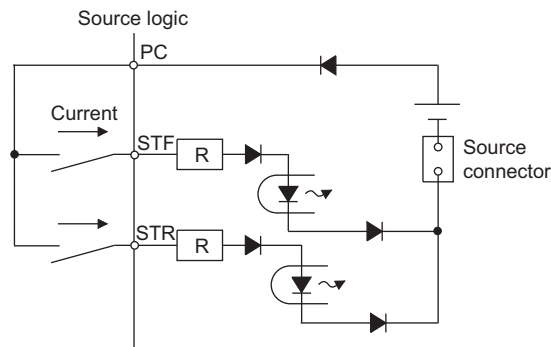 Source logic
PC
Current
STF
R
Source
connector
STR
R